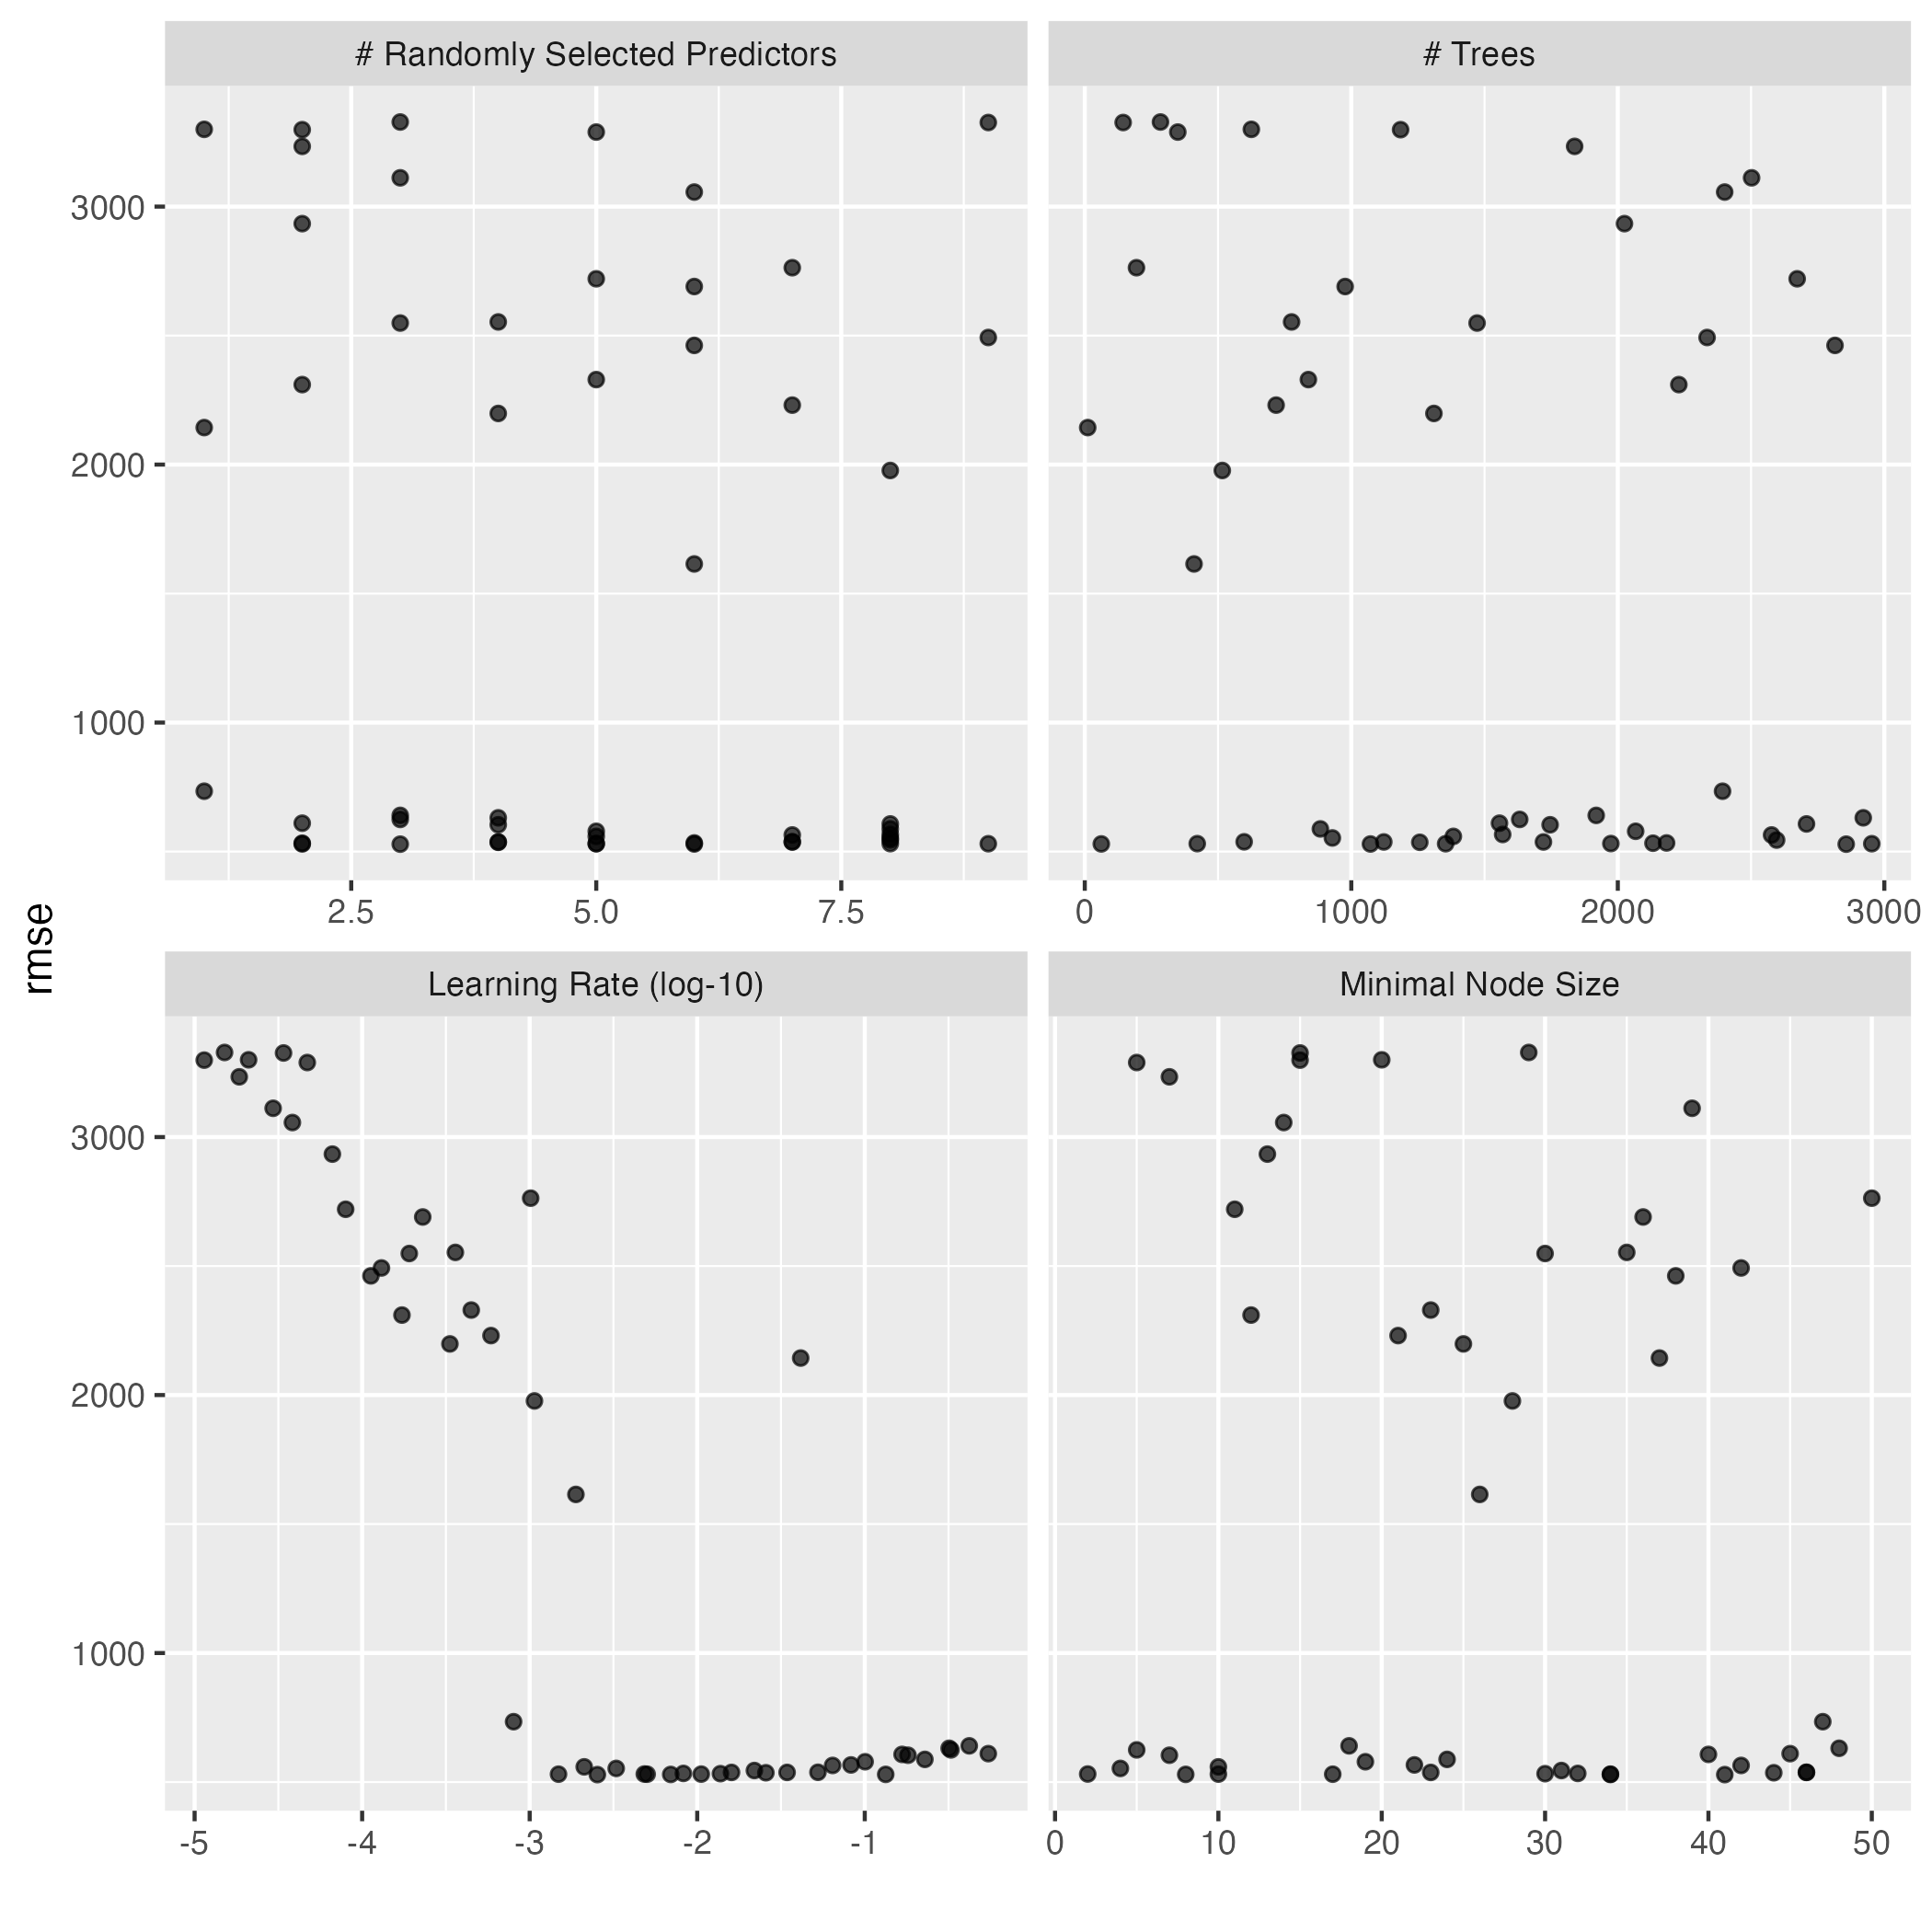 # Randomly Selected Predictors
# Trees
3000
2000
1000
2.5 5.0 7.5
0 1000 2000 3000
rmse
Learning Rate (log-10)
Minimal Node Size
3000
2000
1000
-5 -4 -3 -2 -1
0 10 20 30 40 50